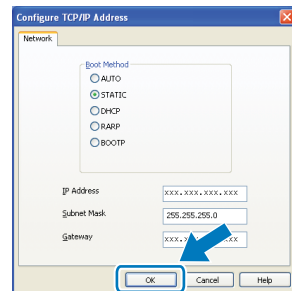 Configure TCP/IP Address
Network
Boot Method
AUTO
STATIC
DHCP
RARP
BOOTP
IP Address xxx.xxx.xxx.xxx
Subnet Mask 255.255.255.0
Gateway
OK Cancel Help